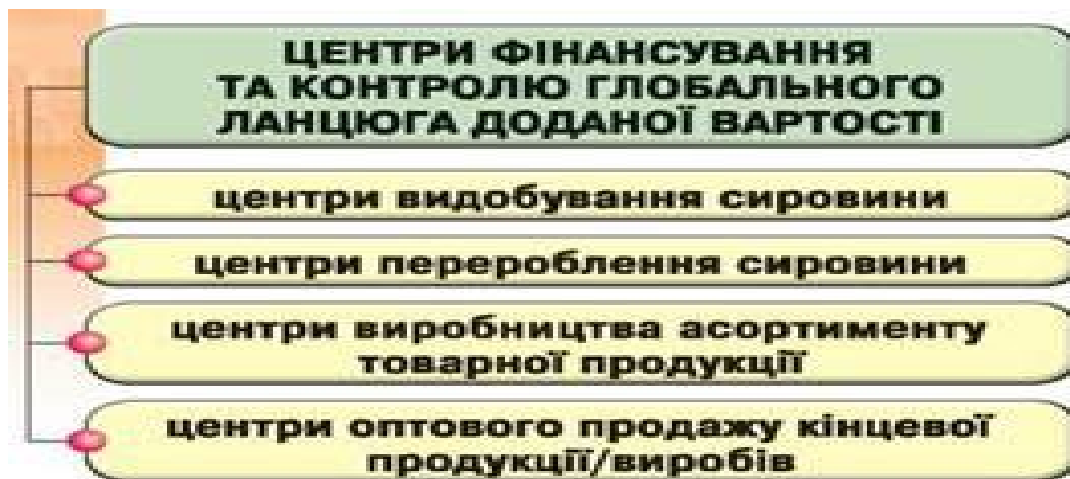 ЦЕНТРИ ФІНАНСУВАННЯ
ТА КОНТРОЛЮ ГЛОБАЛЬНОГО
ЛАНЦЮГА ДОДАНОЇ ВАРТОСТІ
центри видобування сировини
центри перероблення сировини
центри виробництва асортименту
товарної продукції
центри оптового продажу кінцевої
продукції/виробів